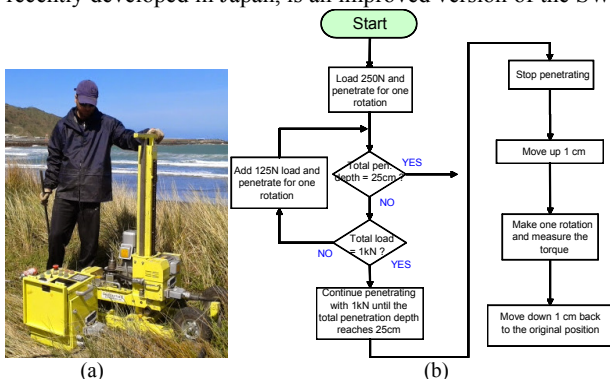 recently developed in Japan, is an improved version of the SW
Start
Load 250N and
penetrate for one
rotation
Total pen.
depth = 25cm ?
YES
NO
Add 125N load and
penetrate for one
rotation
Total load
= 1kN ?
NO
YES
Continue penetrating
with 1kN until the
total penetration depth
reaches 25cm
Stop penetrating
Move up 1 cm
Make one rotation
and measure the
torque
Move down 1 cm back
to the original position
(a)
(b)